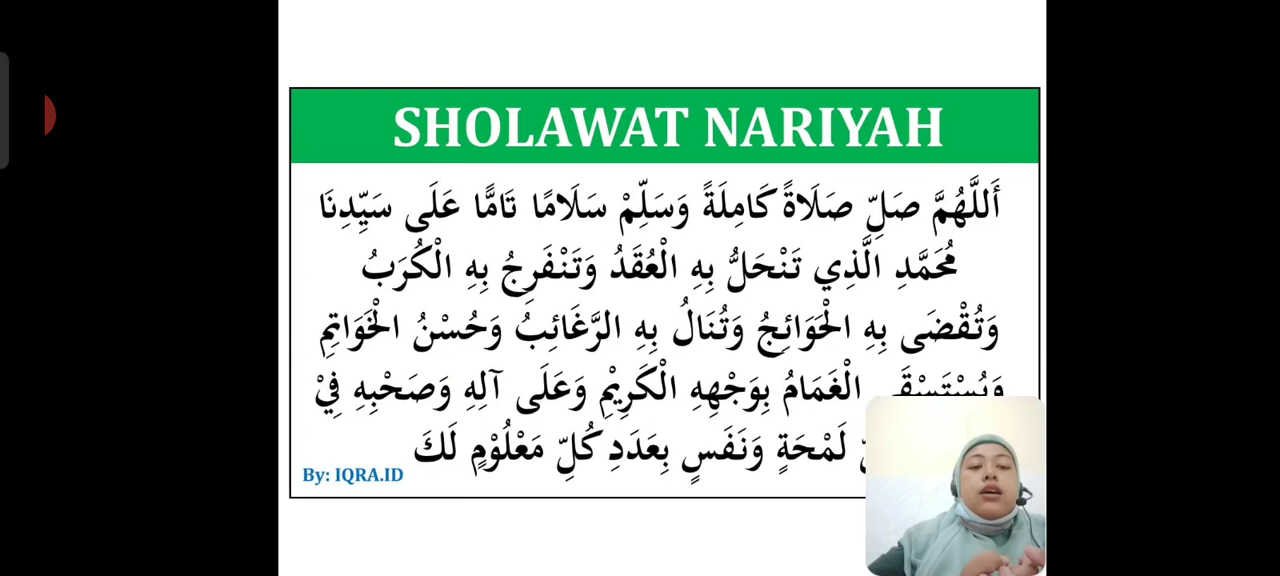 SHOLAWAT NARIYAH
أَللَّهُمَّ صَلِّ صَلَاةً كَامِلَةً وَسَلِّمْ سَلَامًا تَامًّا عَلَى سَيِّدِنَا
مُحَمَّدِ الَّذِي تَنْحَلُّ بِهِ الْعُقَدُ وَتَنْفَرِجُ بِهِ الْكُرَبُ
وَتُقْضَى بِهِ الْحَوَائِجُ وَتُنَالُ بِهِ الرَّغَائِبُ وَحُسْنُ الْخَوَاتِمِ
وَيُسْتَسْقَى الْغَمَامُ بِوَجْهِهِ الْكَرِيْمِ وَعَلَى آلِهِ وَصَحْبِهِ فِيْ
لَمْحَةٍ وَنَفَسٍ بِعَدَدِ كُلِّ مَعْلُوْمٍ لَكَ
By: IQRA.ID